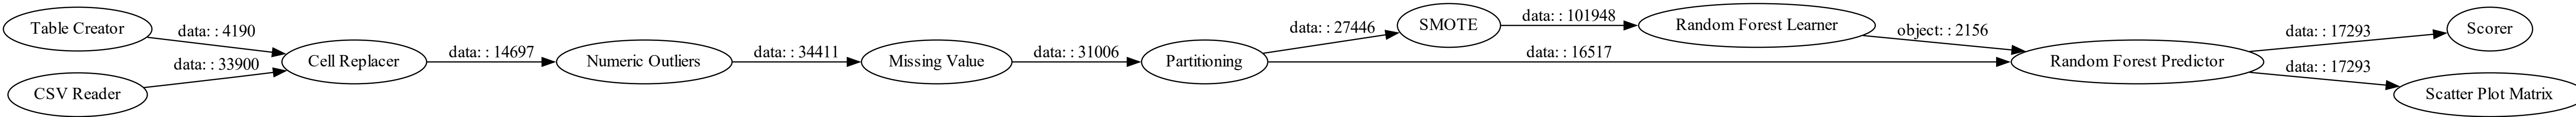 Table Creator
data: : 4190
CSV Reader
data: : 33900
Cell Replacer
data: : 14697
Numeric Outliers
data: : 34411
Missing Value
data: : 31006
Partitioning
data: : 27446
SMOTE
data: : 101948
Random Forest Learner
object: : 2156
data: : 16517
Random Forest Predictor
data: : 17293
Scorer
data: : 17293
Scatter Plot Matrix